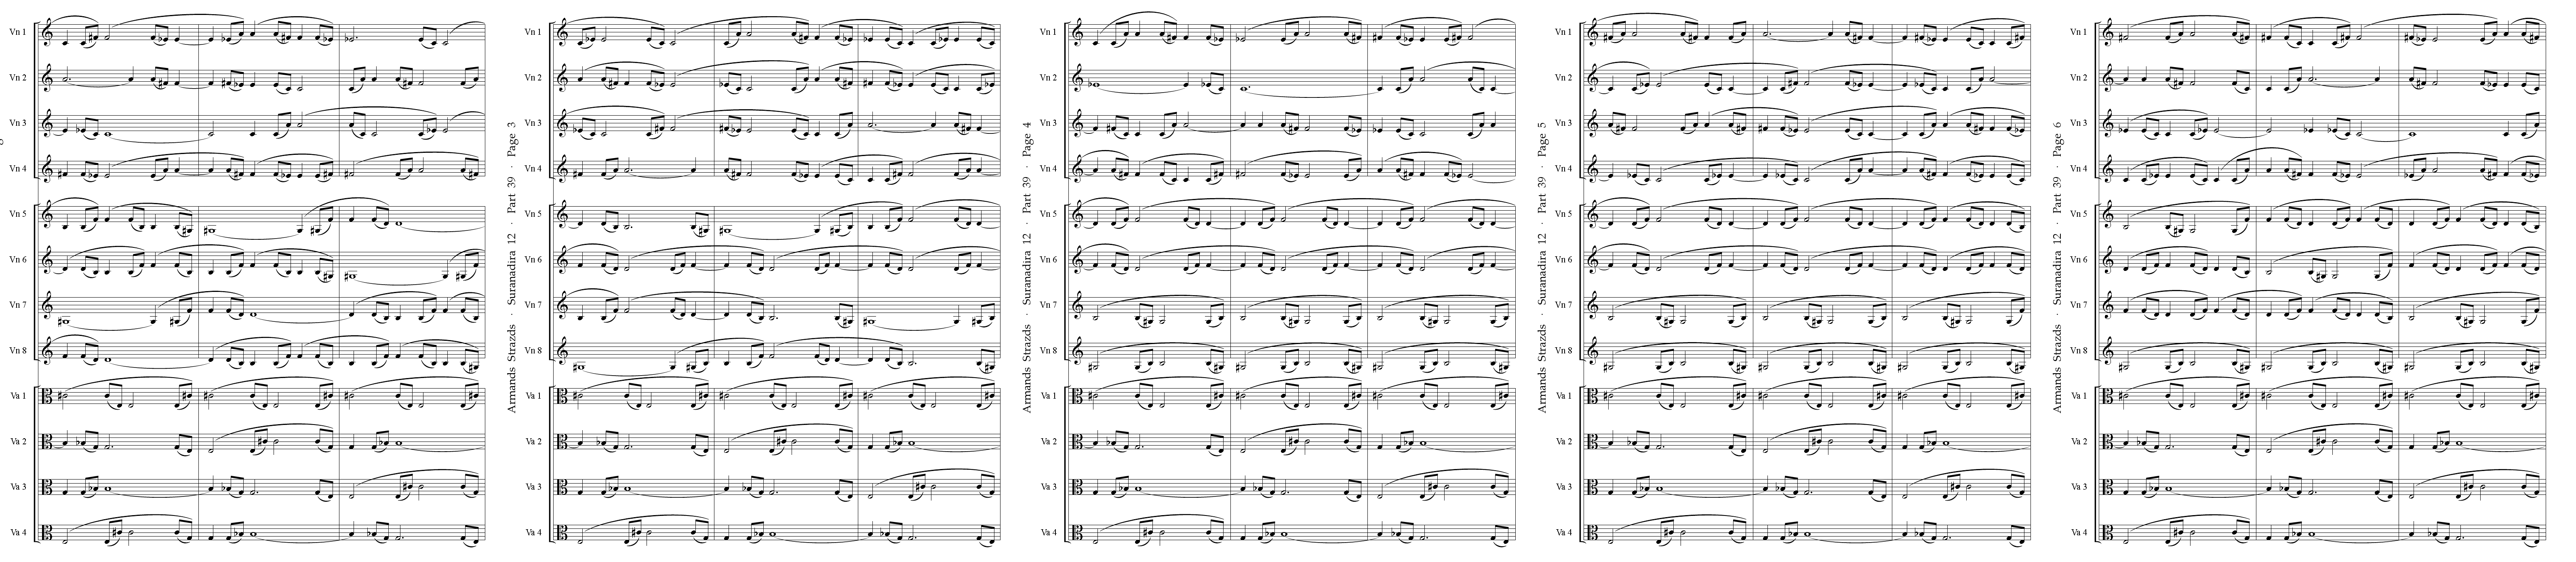 Vn 1
Vn 2
Vn 3
Vn 4
Vn 5
Vn 6
Vn 7
Vn 8
Va 1
Va 2
Va 3
Va 4
Armands Strazds · Suranadira 12 · Part 39 · Page 3
Vn 1
Vn 2
Vn 3
Vn 4
Vn 5
Vn 6
Vn 7
Vn 8
Va 1
Va 2
Va 3
Va 4
Armands Strazds · Suranadira 12 · Part 39 · Page 4
Vn 1
Vn 2
Vn 3
Vn 4
Vn 5
Vn 6
Vn 7
Vn 8
Va 1
Va 2
Va 3
Va 4
Armands Strazds · Suranadira 12 · Part 39 · Page 5
Vn 1
Vn 2
Vn 3
Vn 4
Vn 5
Vn 6
Vn 7
Vn 8
Va 1
Va 2
Va 3
Va 4
Armands Strazds · Suranadira 12 · Part 39 · Page 6
Vn 1
Vn 2
Vn 3
Vn 4
Vn 5
Vn 6
Vn 7
Vn 8
Va 1
Va 2
Va 3
Va 4